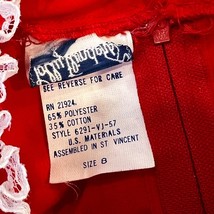 SEE REVERSE FOR CARE
RN 21924
65% POLYESTER
35% COTTON
STYLE 6291-VJ-57
U.S. MATERIALS
ASSEMBLED IN ST VINCENT
SIZE 8